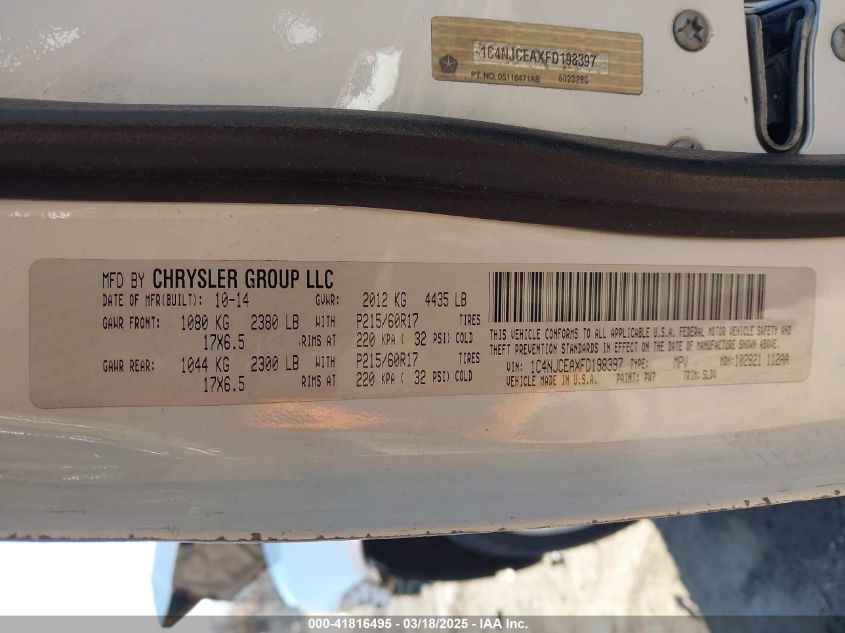 1C4NJCEAXFD198397
PT. NO. 05116471AB 6023280
MFD BY CHRYSLER GROUP LLC
DATE OF MFR(BUILT): 10-14 GVWR: 2012 KG 4435 LB
GAWR FRONT: 1080 KG 2380 LB WITH P215/60R17 TIRES
17X6.5 RIMS AT 220 KPA ( 32 PSI) COLD
GAWR REAR: 1044 KG 2300 LB WITH P215/60R17 TIRES
17X6.5 RIMS AT 220 KPA ( 32 PSI) COLD
THIS VEHICLE CONFORMS TO ALL APPLICABLE U.S.A. FEDERAL MOTOR VEHICLE SAFETY AND
THEFT PREVENTION STANDARDS IN EFFECT ON THE DATE OF MANUFACTURE SHOWN ABOVE.
VIN: 1C4NJCEAXFD198397 TYPE: MPV MDH:102621 112AA
VEHICLE MADE IN U.S.A. PAINT: PW7 TRIM:
000-41816495 - 03/18/2025 - IAA Inc.